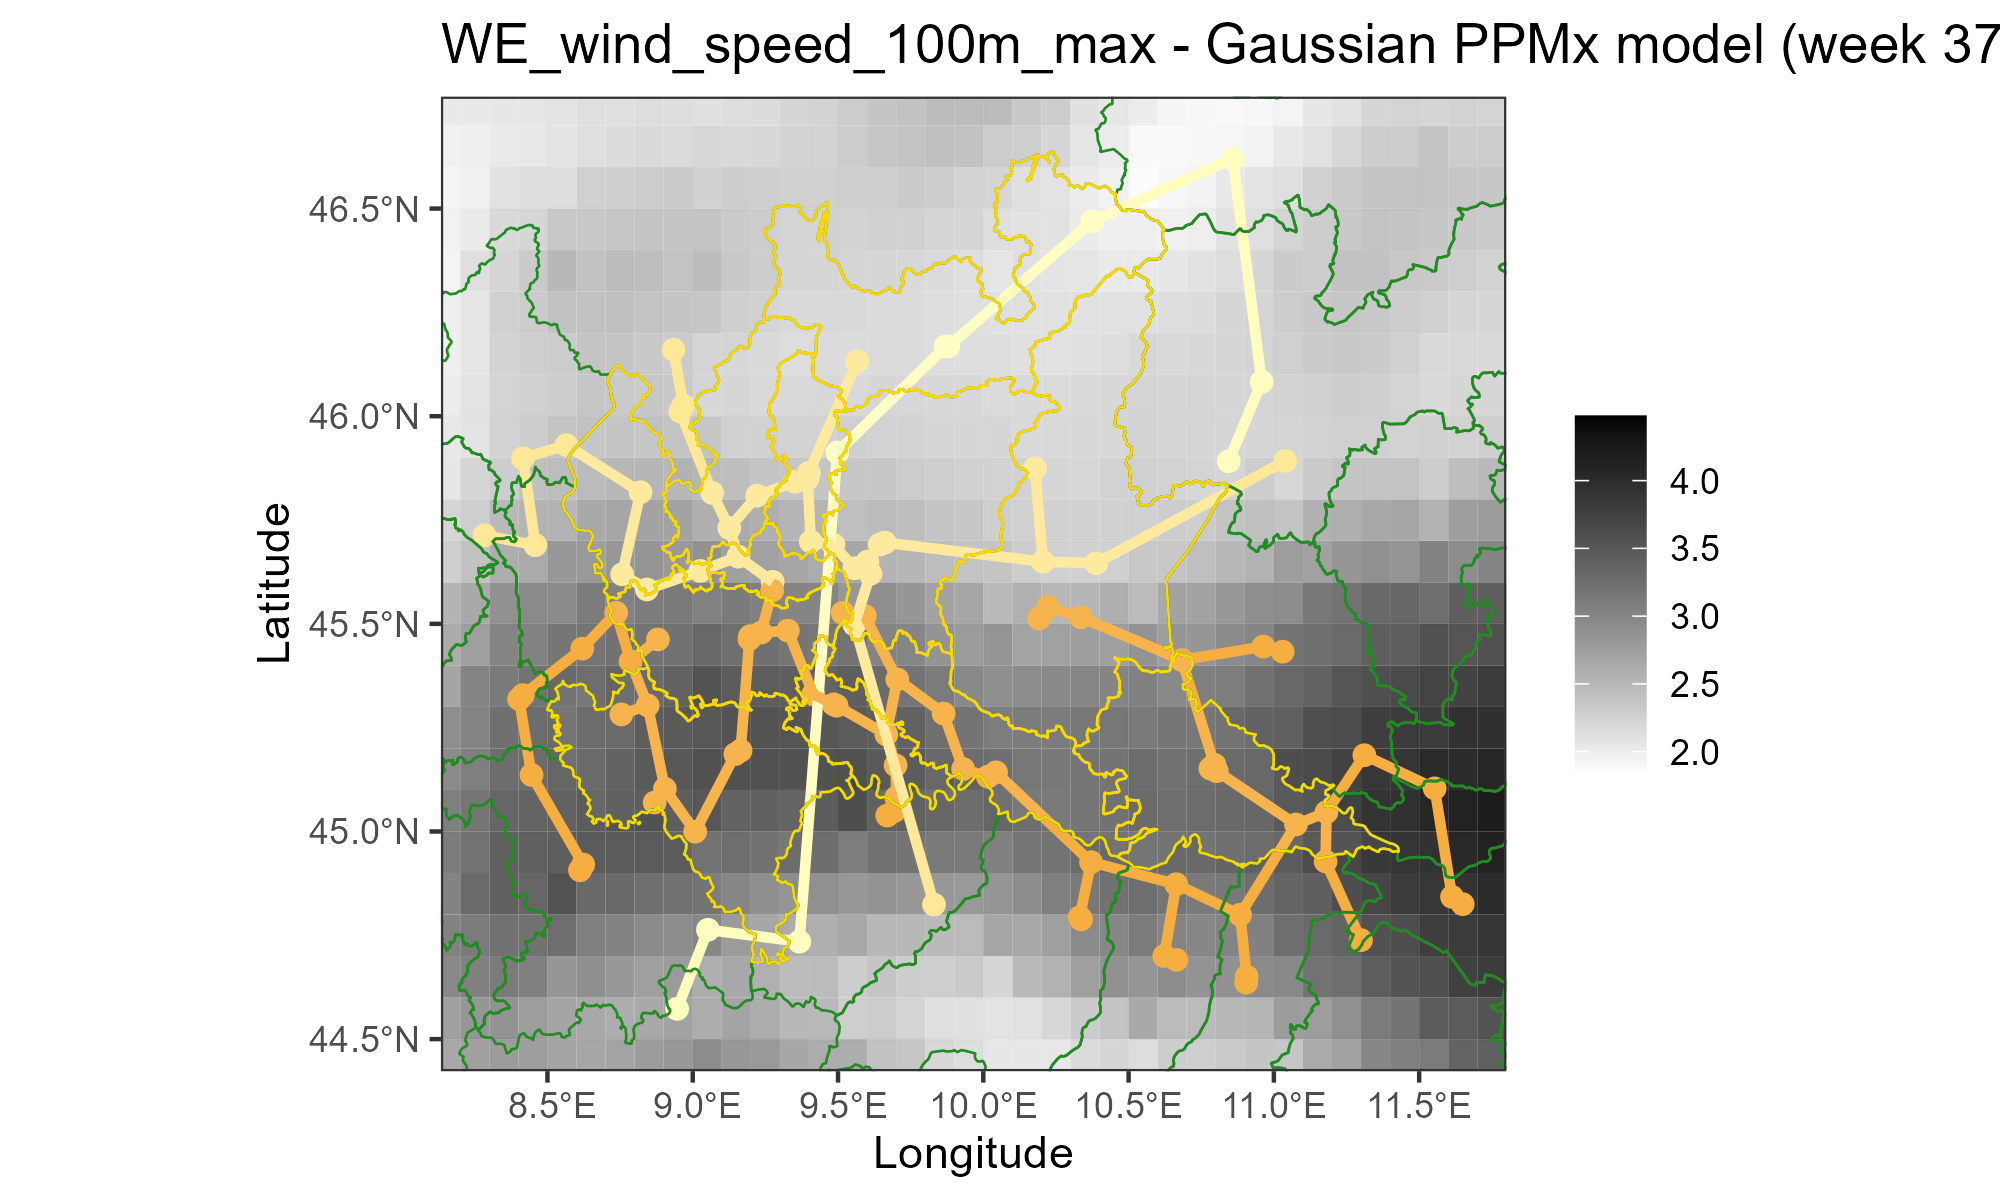 WE_wind_speed_100m_max - Gaussian PPMx model (week 37
46.5°N
46.0°N
45.5°N
45.0°N
44.5°N
Latitude
8.5°E
9.0°E
9.5°E
10.0°E
10.5°E
11.0°E
11.5°E
Longitude
4.0
3.5
3.0
2.5
2.0